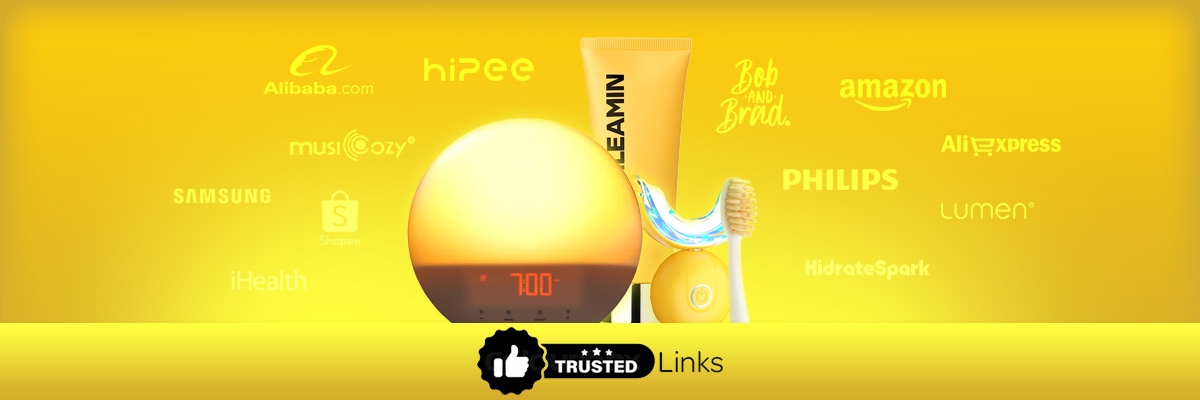 Alibaba.com
hiPee
Bob
AND
Brad.
amazon
musiCozy®
AliExpress
SAMSUNG
S
Shopee
PHILIPS
Lumen®
iHealth
HidrateSpark
LEAMIN
7:00
TRUSTED
Links